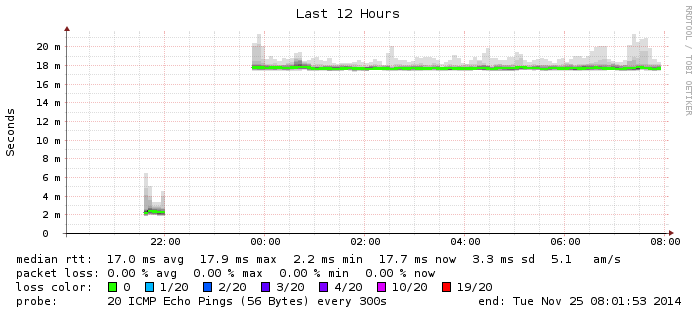 Last 12 Hours
RRDTOOL / TOBI OETIKER
Seconds
20 m
18 m
16 m
14 m
12 m
10 m
8 m
6 m
4 m
2 m
0
22:00 00:00 02:00 04:00 06:00 08:00
median rtt: 17.0 ms avg 17.9 ms max 2.2 ms min 17.7 ms now 3.3 ms sd 5.1 am/s
packet loss: 0.00 % avg 0.00 % max 0.00 % min 0.00 % now
loss color: 0 1/20 2/20 3/20 4/20 10/20 19/20
probe: 20 ICMP Echo Pings (56 Bytes) every 300s end: Tue Nov 25 08:01:53 2014